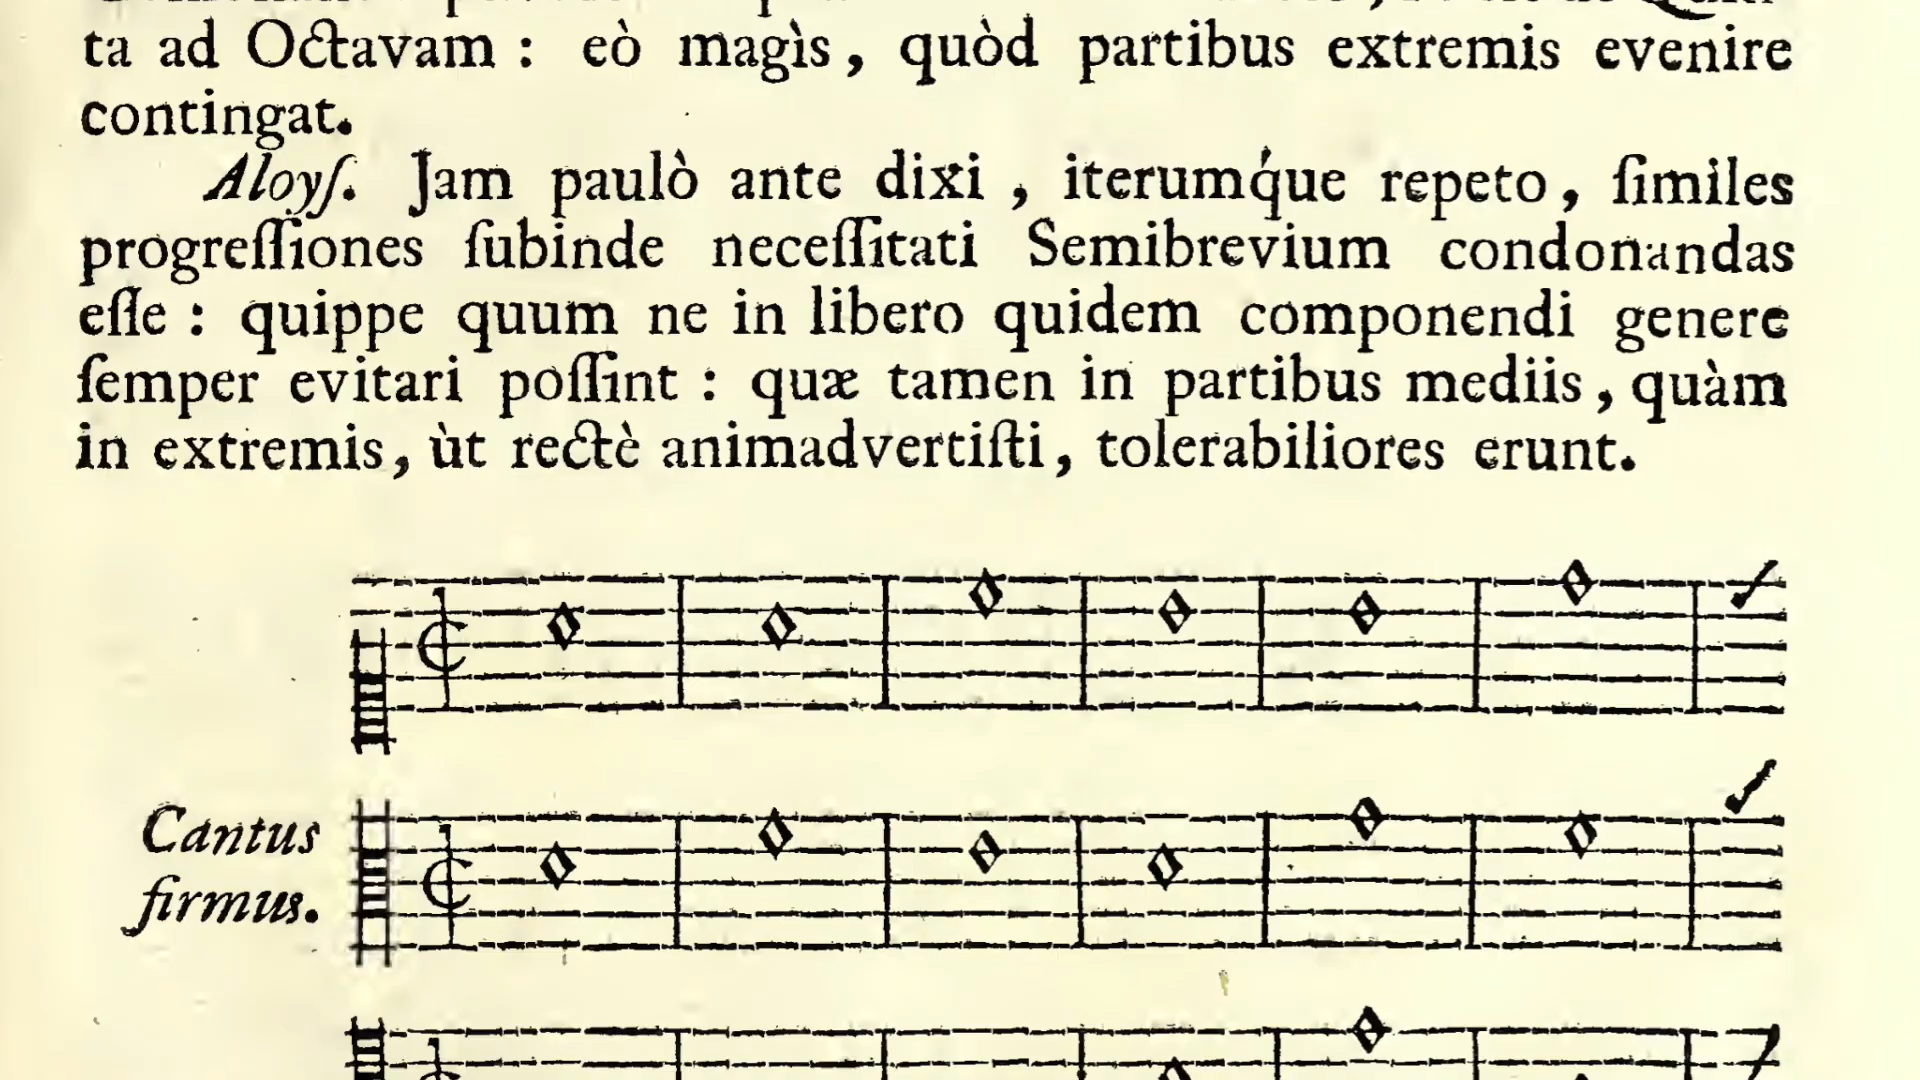 ta ad Octavam : eò magìs, quòd partibus extremis evenire
contingat.
Aloyſ. Jam paulò ante dixi, iterumq́ue repeto, ſimiles
progreſſiones ſubinde neceſſitati Semibrevium condonandas
eſſe : quippe quum ne in libero quidem componendi genere
ſemper evitari poſſint : quæ tamen in partibus mediis, quàm
in extremis, ùt rectè animadvertiſti, tolerabiliores erunt.
Cantus
firmus.